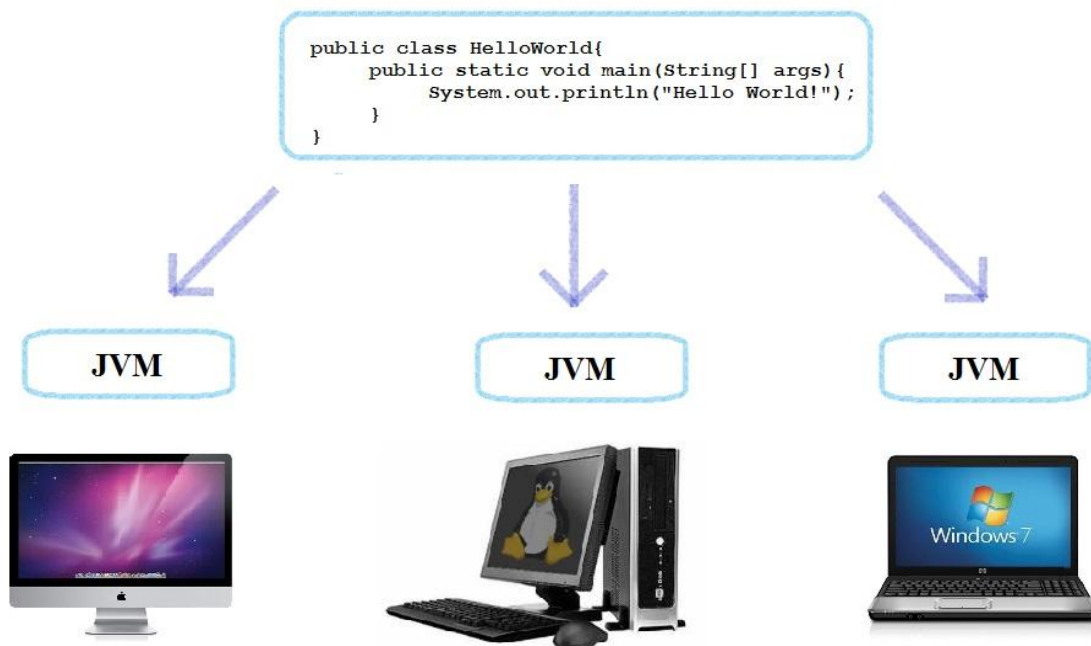 public class HelloWorld{
public static void main(String[] args){
System.out.println("Hello World!");
}
}
JVM JVM JVM
Windows 7